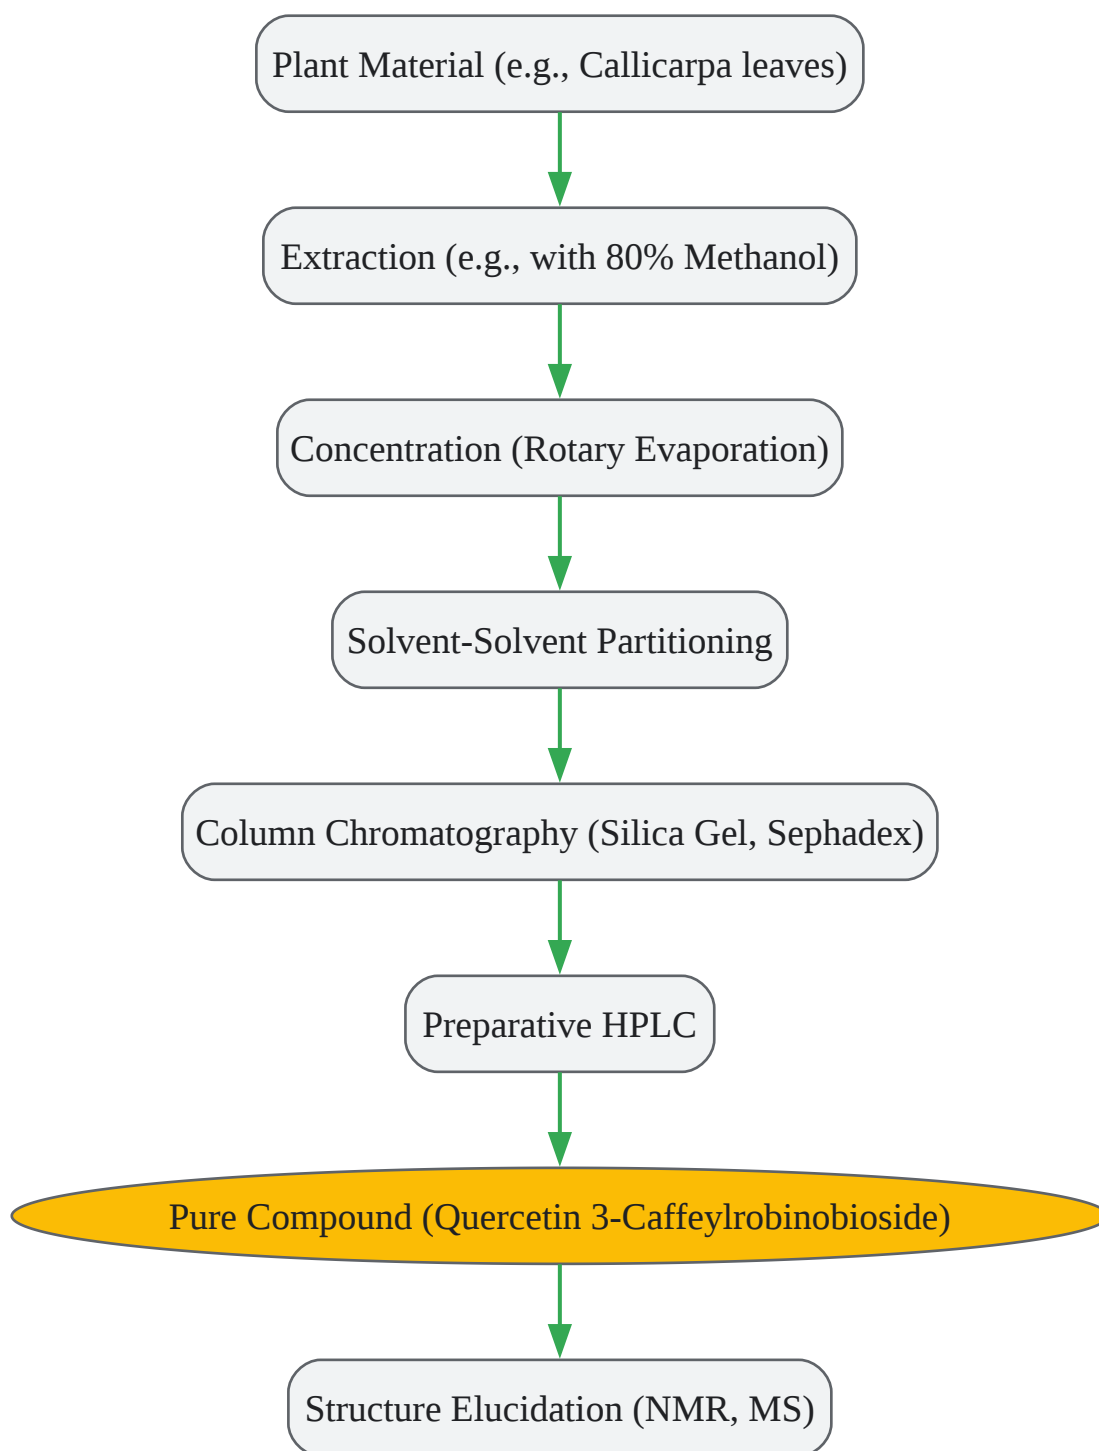 Plant Material (e.g., Callicarpa leaves)
Extraction (e.g., with 80% Methanol)
Concentration (Rotary Evaporation)
Solvent-Solvent Partitioning
Column Chromatography (Silica Gel, Sephadex)
Preparative HPLC
Pure Compound (Quercetin 3-Caffeylrobinobioside)
Structure Elucidation (NMR, MS)